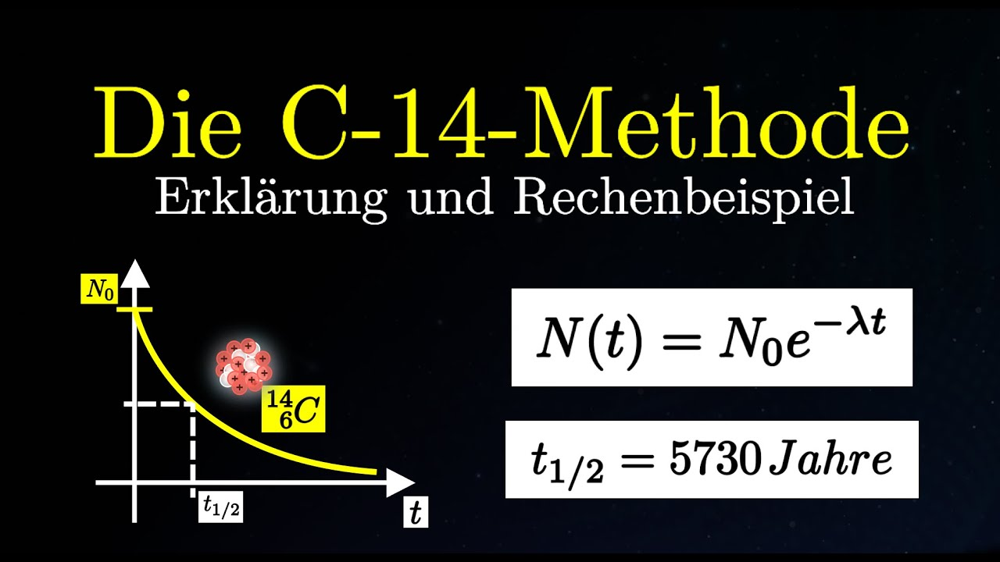 Die C-14-Methode
Erklärung und Rechenbeispiel
N₀
¹⁴₆C
t₁/₂
t
N(t) = N₀e^{-λt}
t₁/₂ = 5730 Jahre